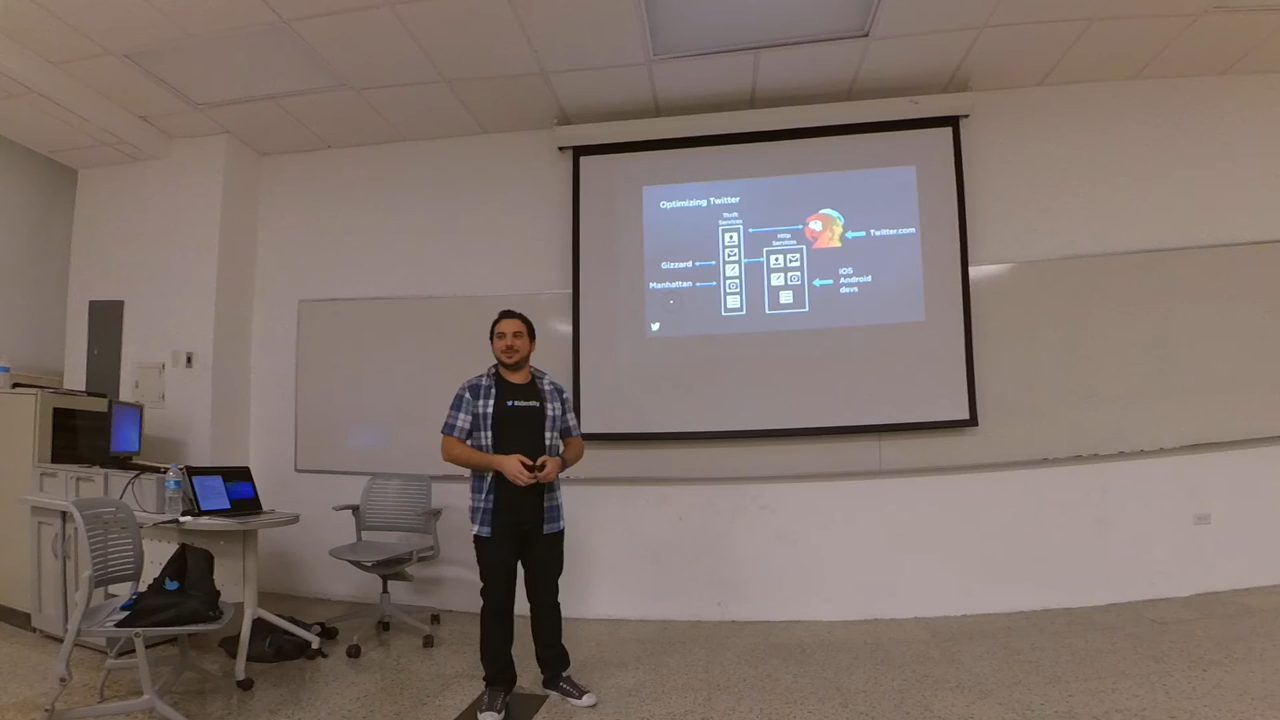 Optimizing Twitter
Thrift
Services
Http
Services
Twitter.com
Gizzard
Manhattan
iOS
Android
devs